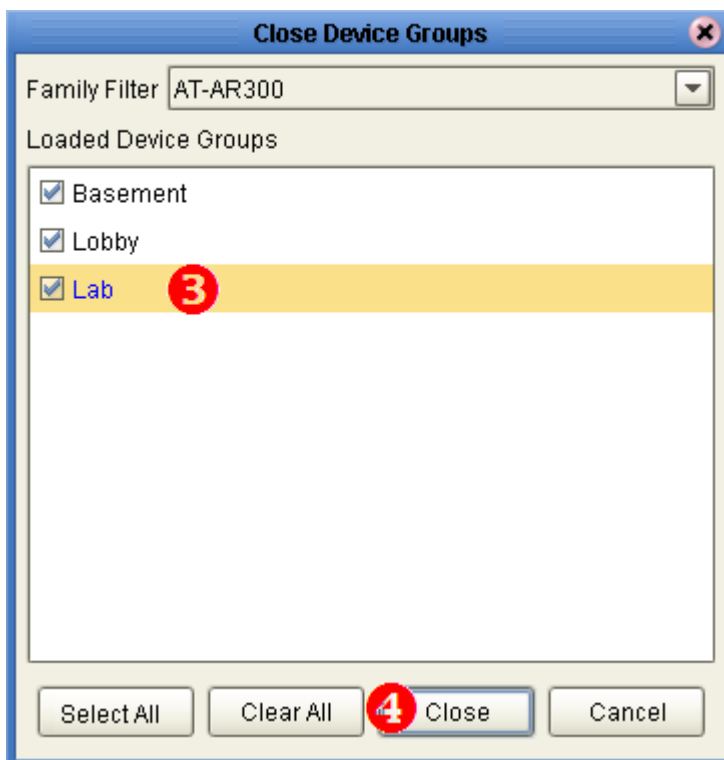 Close Device Groups
Family Filter AT-AR300
Loaded Device Groups
Basement
Lobby
Lab 3
Select All Clear All 4 Close Cancel